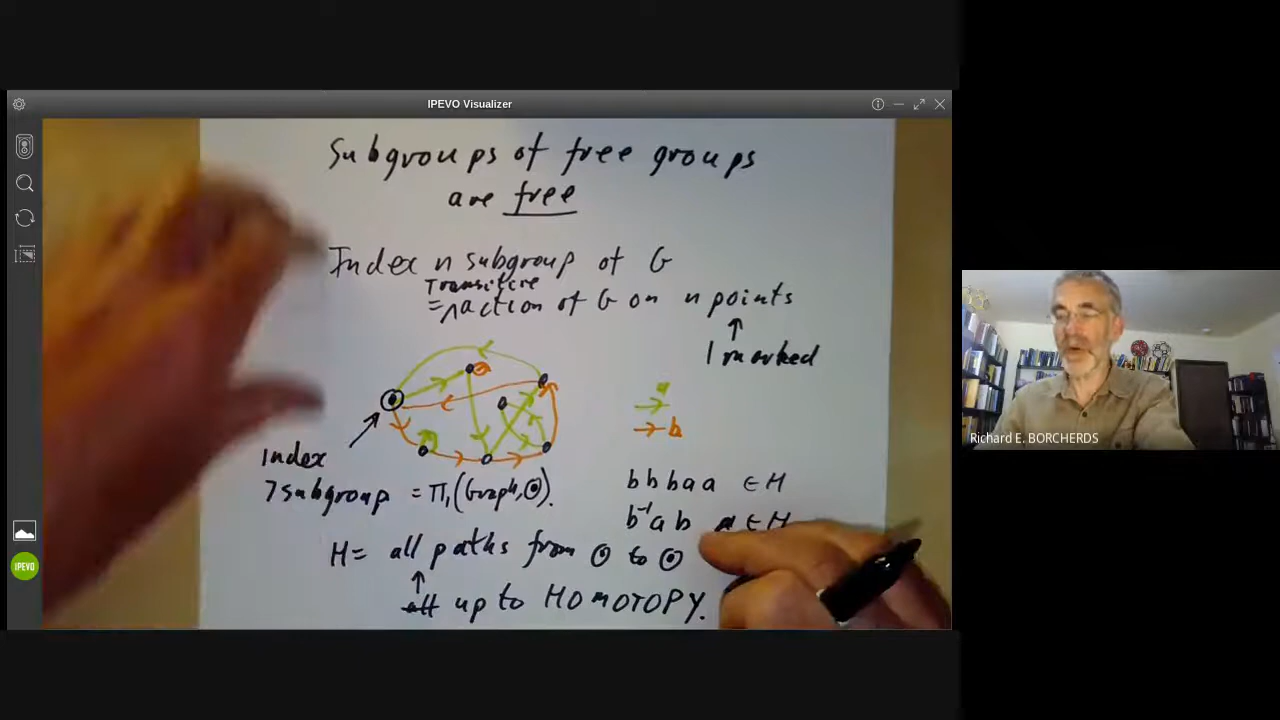 IPEVO Visualizer
Subgroups of free groups
are free
Index n subgroup of G
Transitive
= action of G on n points
1 marked
a
b
Index
7 subgroup = Π₁(Graph, ⊙).
bbbaa ∈ H
b⁻¹ab ∈ H
H = all paths from ⊙ to ⊙
up to HOMOTOPY.
Richard E. BORCHERDS
IPEVO